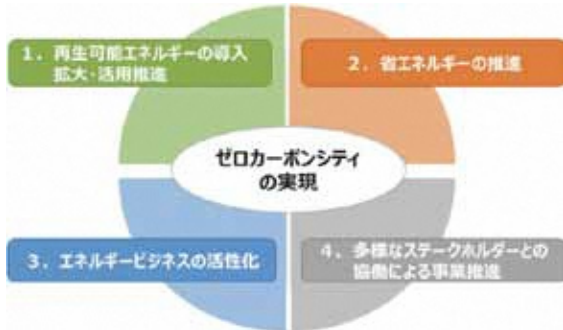 1．再生可能エネルギーの導入
拡大・活用推進
2．省エネルギーの推進
ゼロカーボンシティ
の実現
3．エネルギービジネスの活性化
4．多様なステークホルダーとの
協働による事業推進